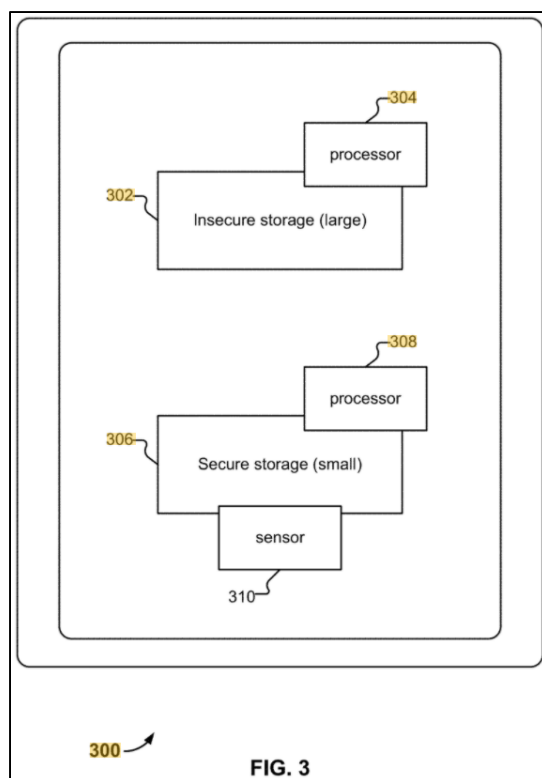 304
processor
302
Insecure storage (large)
308
processor
306
Secure storage (small)
sensor
310
300
FIG. 3